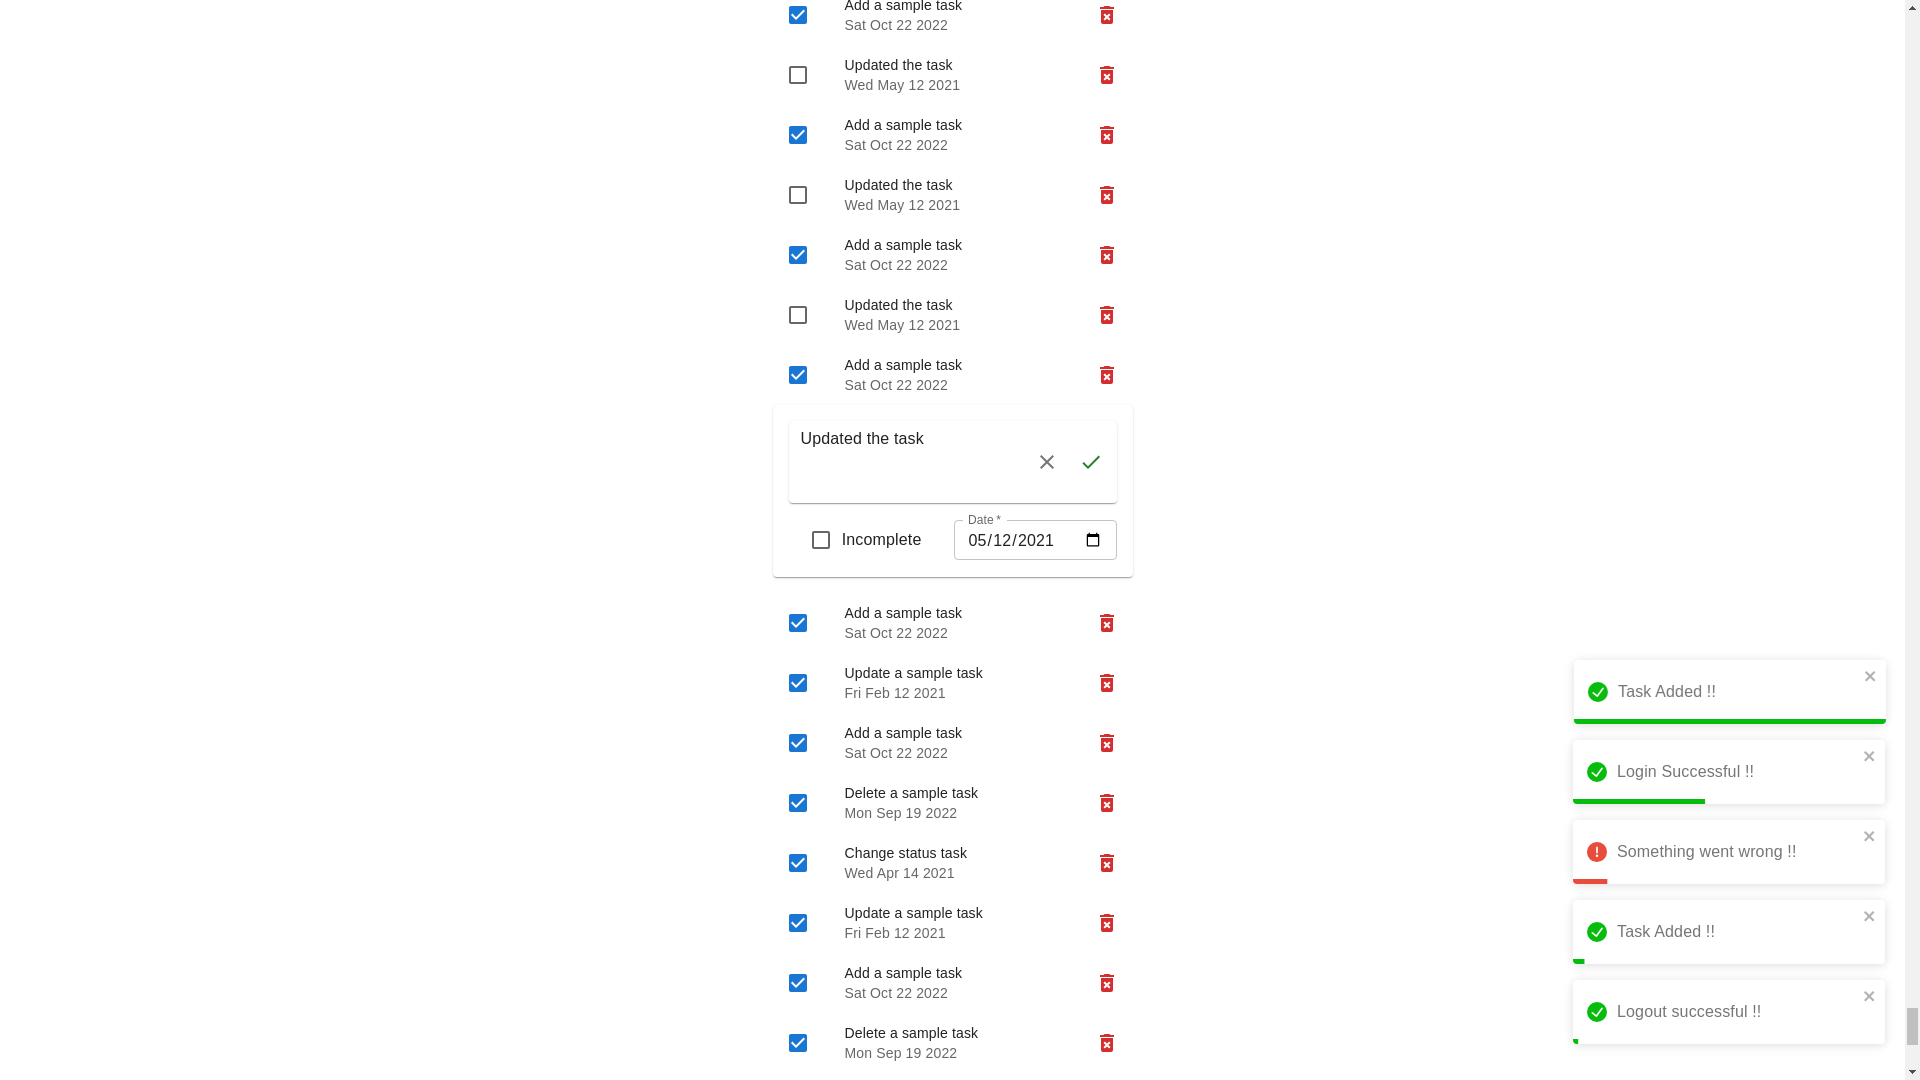 Add a sample task
Sat Oct 22 2022
Updated the task
Wed May 12 2021
Add a sample task
Sat Oct 22 2022
Updated the task
Wed May 12 2021
Add a sample task
Sat Oct 22 2022
Updated the task
Wed May 12 2021
Add a sample task
Sat Oct 22 2022
Updated the task
Date *
Incomplete
05/12/2021
Add a sample task
Sat Oct 22 2022
Update a sample task
Fri Feb 12 2021
Add a sample task
Sat Oct 22 2022
Delete a sample task
Mon Sep 19 2022
Change status task
Wed Apr 14 2021
Update a sample task
Fri Feb 12 2021
Add a sample task
Sat Oct 22 2022
Delete a sample task
Mon Sep 19 2022
Task Added !!
Login Successful !!
Something went wrong !!
Task Added !!
Logout successful !!